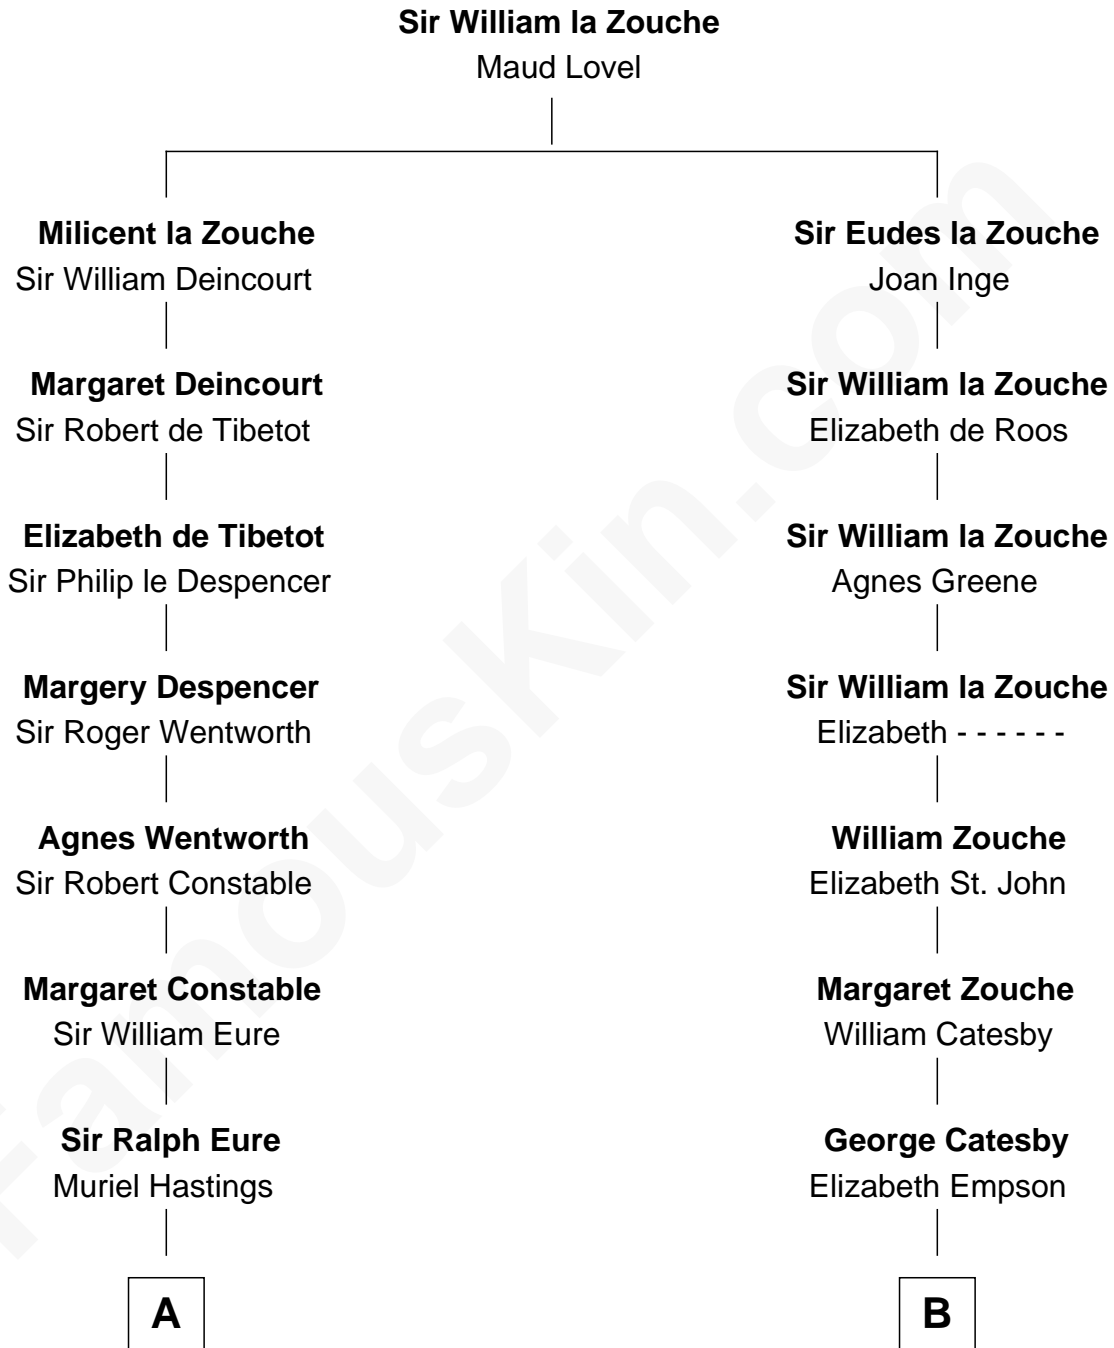 Sir William la Zouche
Maud Lovel
Milicent la Zouche
Sir William Deincourt
Margaret Deincourt
Sir Robert de Tibetot
Elizabeth de Tibetot
Sir Philip le Despencer
Margery Despencer
Sir Roger Wentworth
Agnes Wentworth
Sir Robert Constable
Margaret Constable
Sir William Eure
Sir Ralph Eure
Muriel Hastings
A
Sir Eudes la Zouche
Joan Inge
Sir William la Zouche
Elizabeth de Roos
Sir William la Zouche
Agnes Greene
Sir William la Zouche
Elizabeth - - - - - -
William Zouche
Elizabeth St. John
Margaret Zouche
William Catesby
George Catesby
Elizabeth Empson
B
FamousKin.com